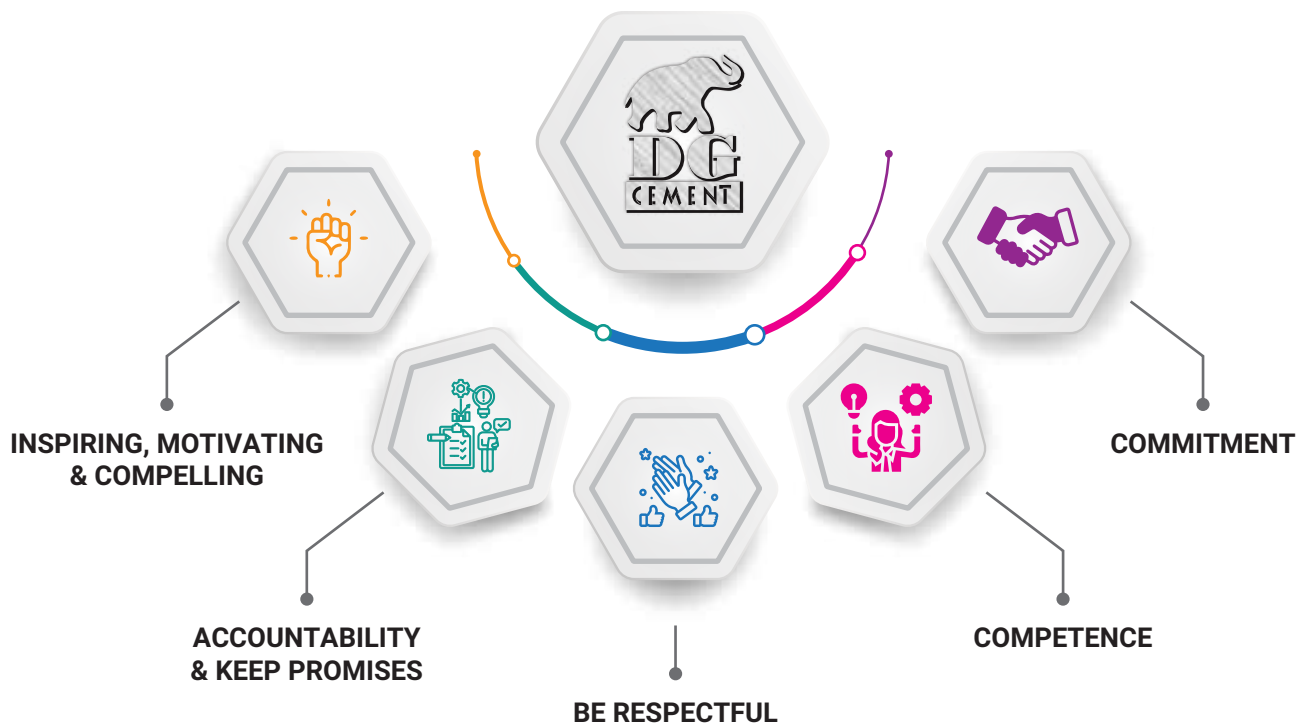 DG
CEMENT
INSPIRING, MOTIVATING
& COMPELLING
ACCOUNTABILITY
& KEEP PROMISES
BE RESPECTFUL
COMPETENCE
COMMITMENT